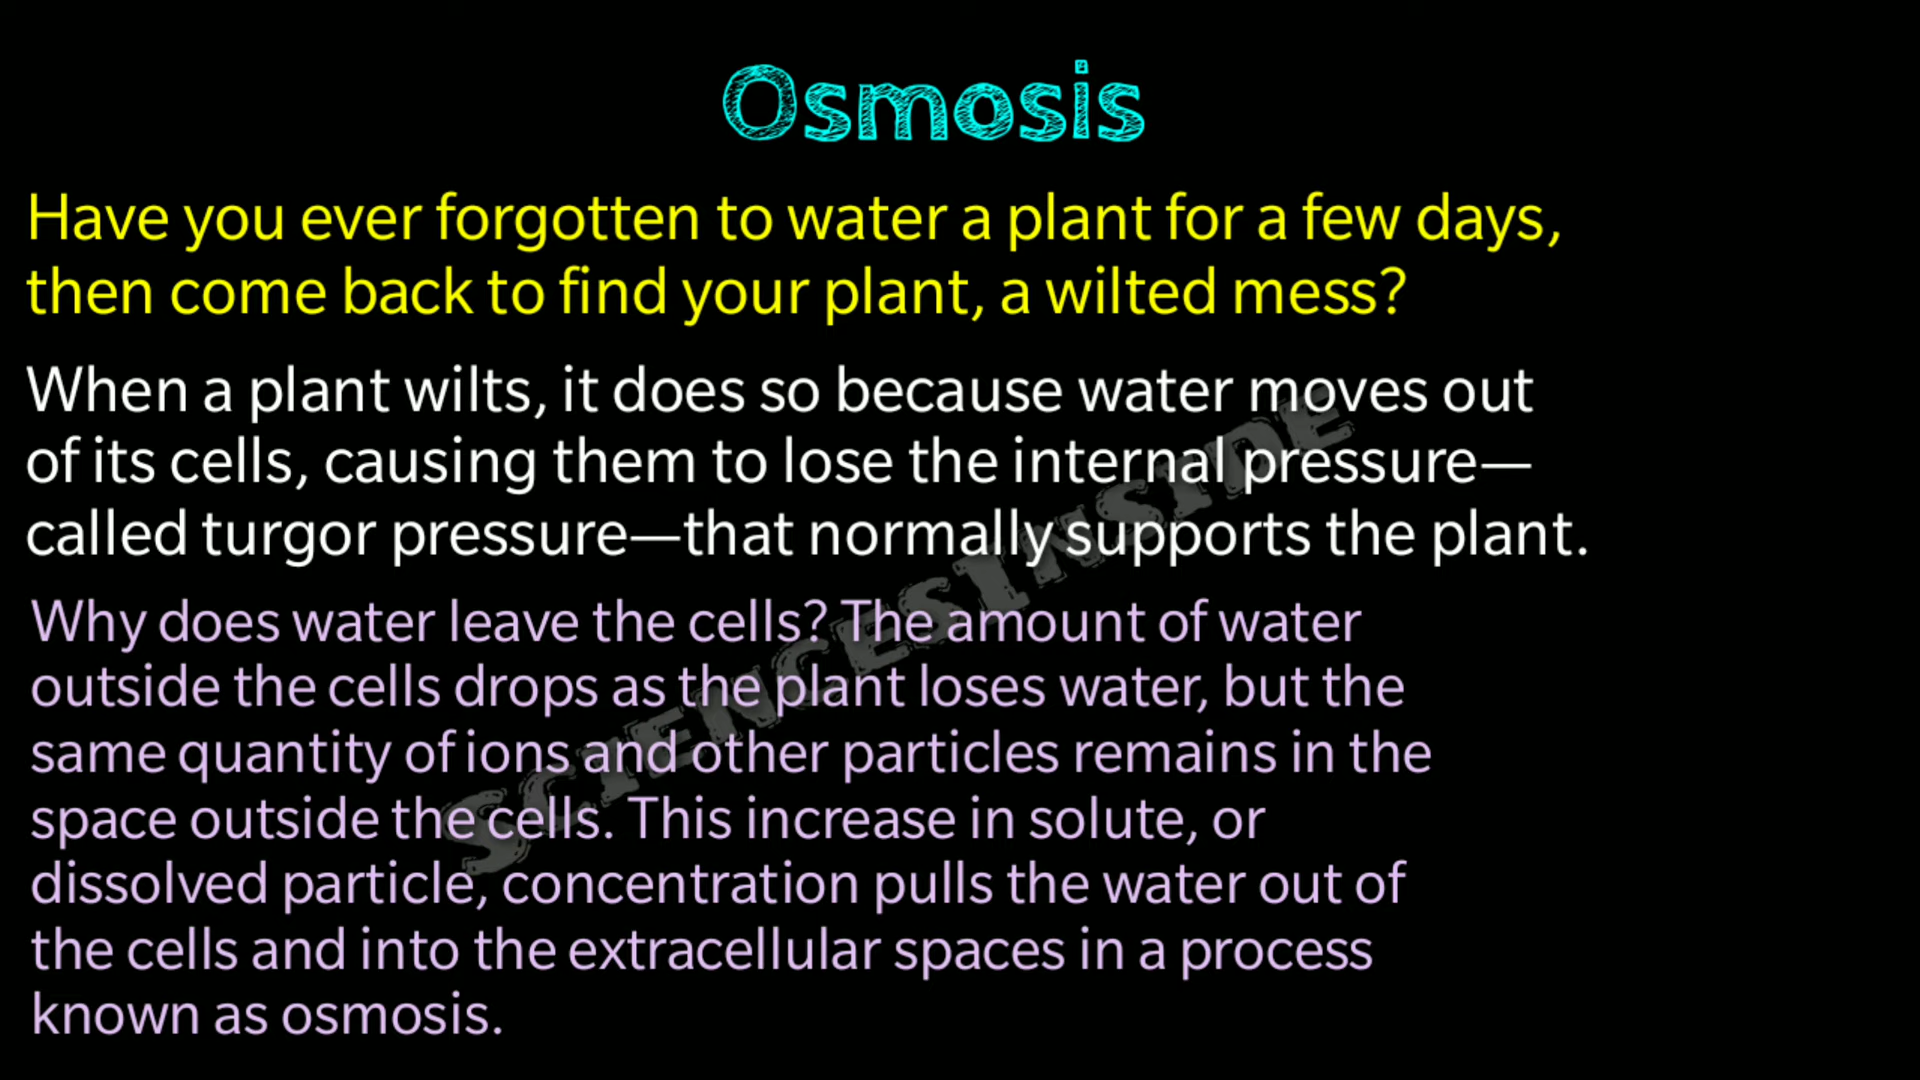 Osmosis
Have you ever forgotten to water a plant for a few days,
then come back to find your plant, a wilted mess?
When a plant wilts, it does so because water moves out
of its cells, causing them to lose the internal pressure—
called turgor pressure—that normally supports the plant.
Why does water leave the cells? The amount of water
outside the cells drops as the plant loses water, but the
same quantity of ions and other particles remains in the
space outside the cells. This increase in solute, or
dissolved particle, concentration pulls the water out of
the cells and into the extracellular spaces in a process
known as osmosis.
SCIENCESINSIDE